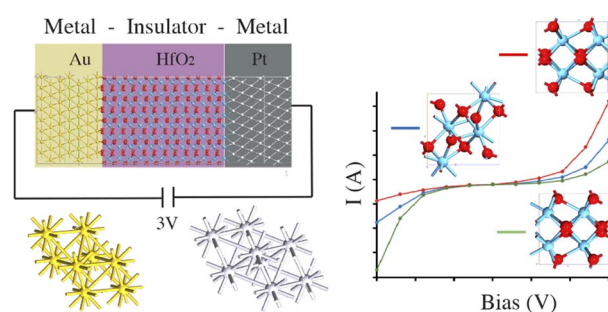 Metal - Insulator - Metal
Au HfO₂ Pt
3V
I (A)
Bias (V)